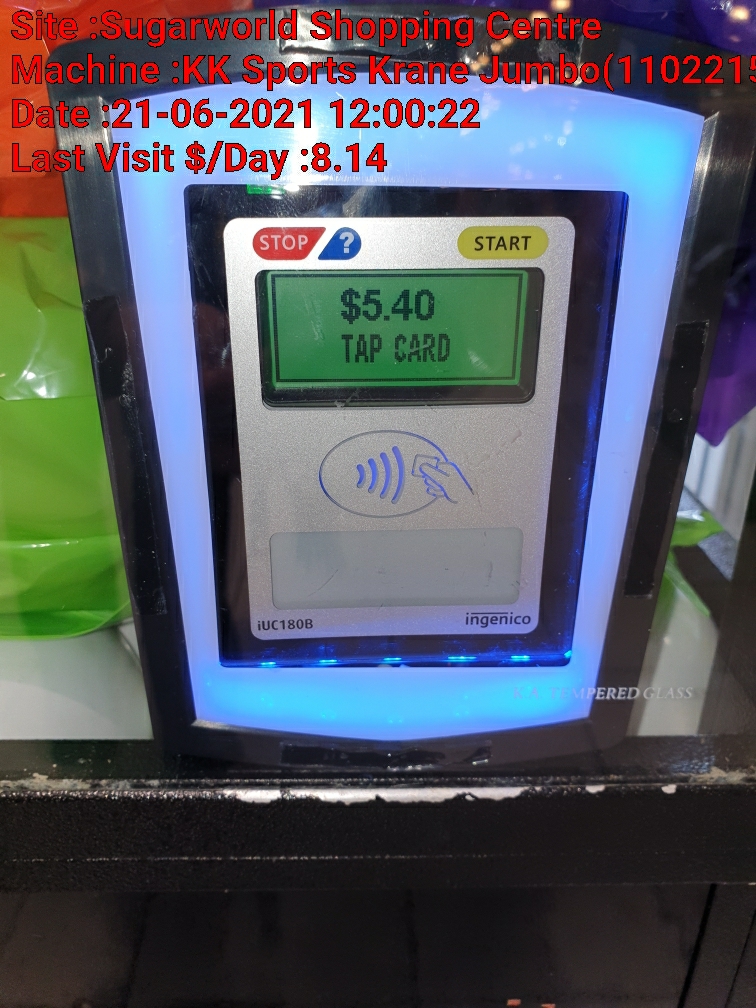 Site :Sugarworld Shopping Centre
Machine :KK Sports Krane Jumbo(1102215
Date :21-06-2021 12:00:22
Last Visit $/Day :8.14
STOP ? START
$5.40
TAP CARD
iUC180B ingenico
TEMPERED GLASS